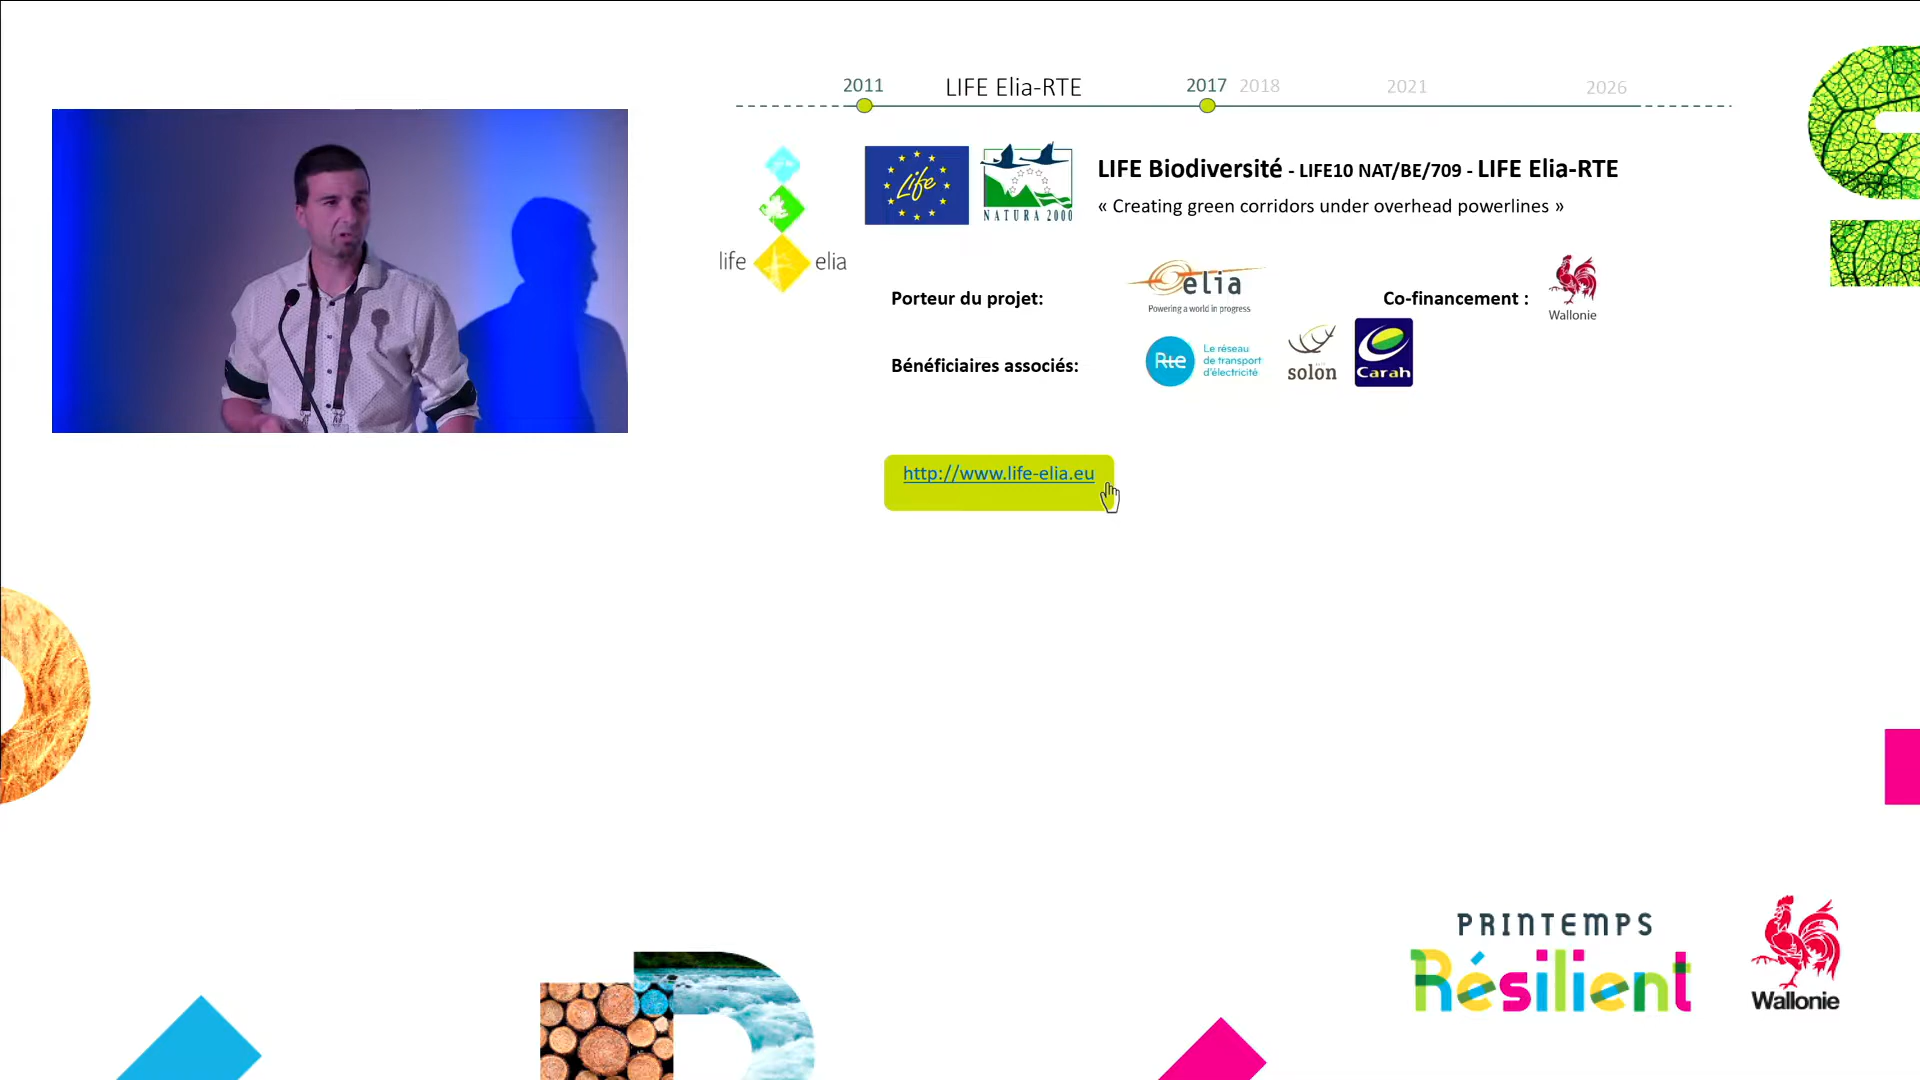 2011 LIFE Elia-RTE 2017 2018 2021 2026
LIFE Biodiversité - LIFE10 NAT/BE/709 - LIFE Elia-RTE
« Creating green corridors under overhead powerlines »
Life
NATURA 2000
life elia
Porteur du projet:
elia
Powering a world in progress
Co-financement :
Wallonie
Bénéficiaires associés:
Rte
Le réseau
de transport
d'électricité
solon
Carah
http://www.life-elia.eu
PRINTEMPS
Résilient
Wallonie